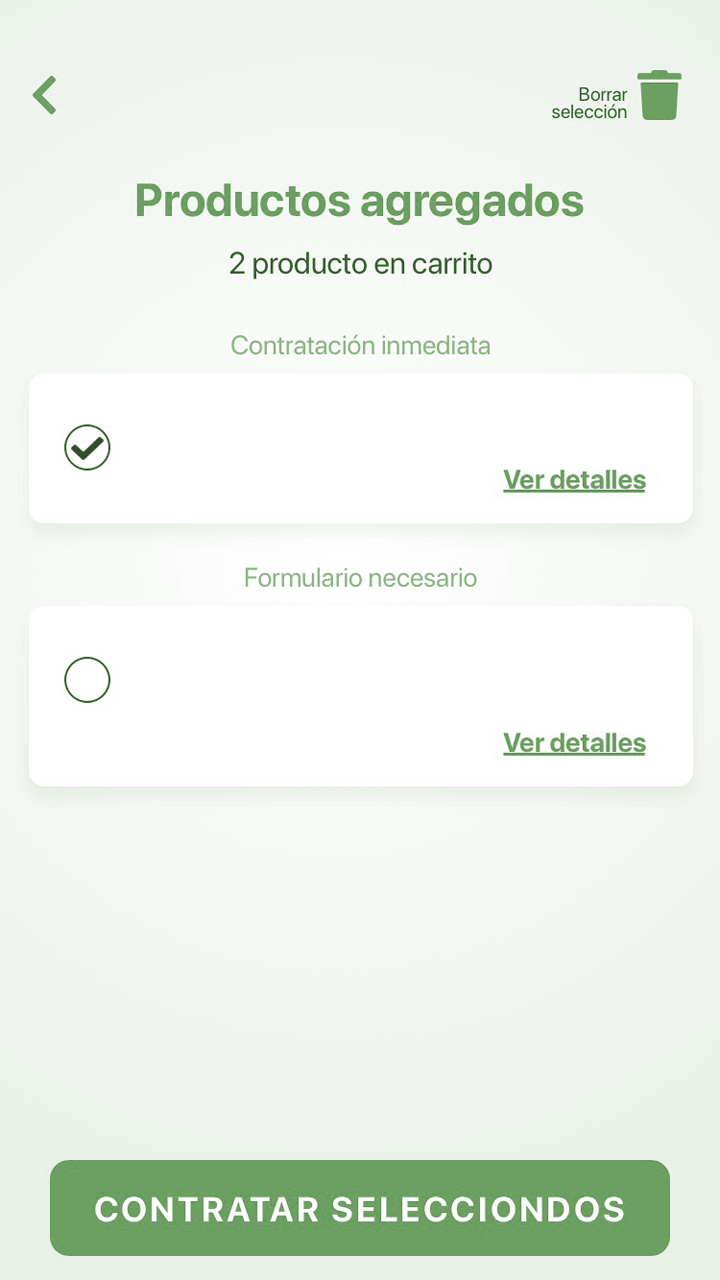 Borrar
selección
Productos agregados
2 producto en carrito
Contratación inmediata
Ver detalles
Formulario necesario
Ver detalles
CONTRATAR SELECCIONDOS